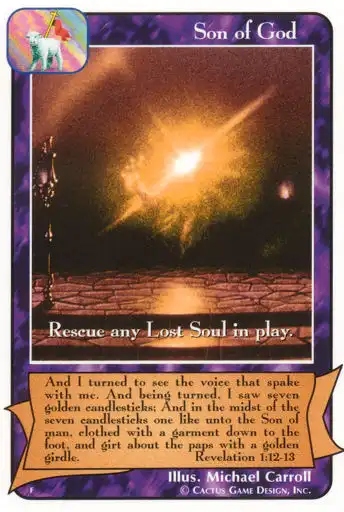 Son of God
Rescue any Lost Soul in play.
And I turned to see the voice that spake
with me. And being turned, I saw seven
golden candlesticks; And in the midst of the
seven candlesticks one like unto the Son of
man, clothed with a garment down to the
foot, and girt about the paps with a golden
girdle. Revelation 1:12-13
Illus. Michael Carroll
F © Cactus Game Design, Inc.